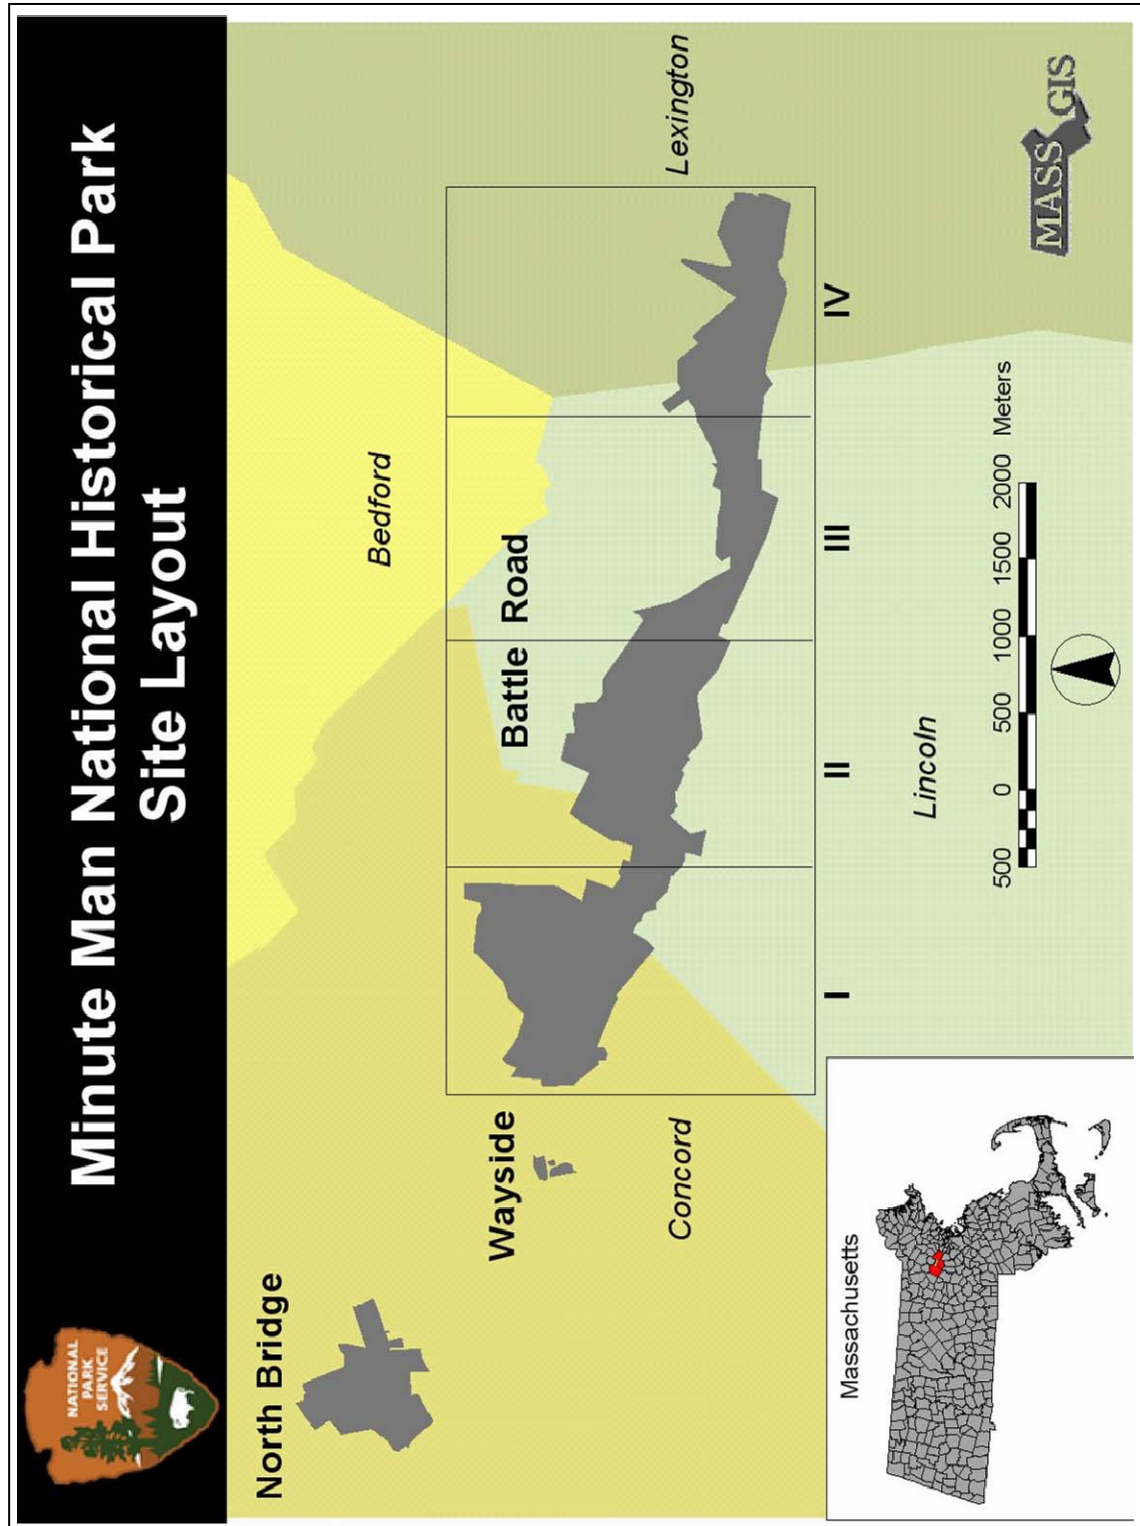 Minute Man National Historical Park
Site Layout
NATIONAL
PARK
SERVICE
North Bridge
Wayside
Battle Road
Bedford
Lexington
Concord
Lincoln
I
II
III
IV
500 0 500 1000 1500 2000 Meters
Massachusetts
MASS GIS